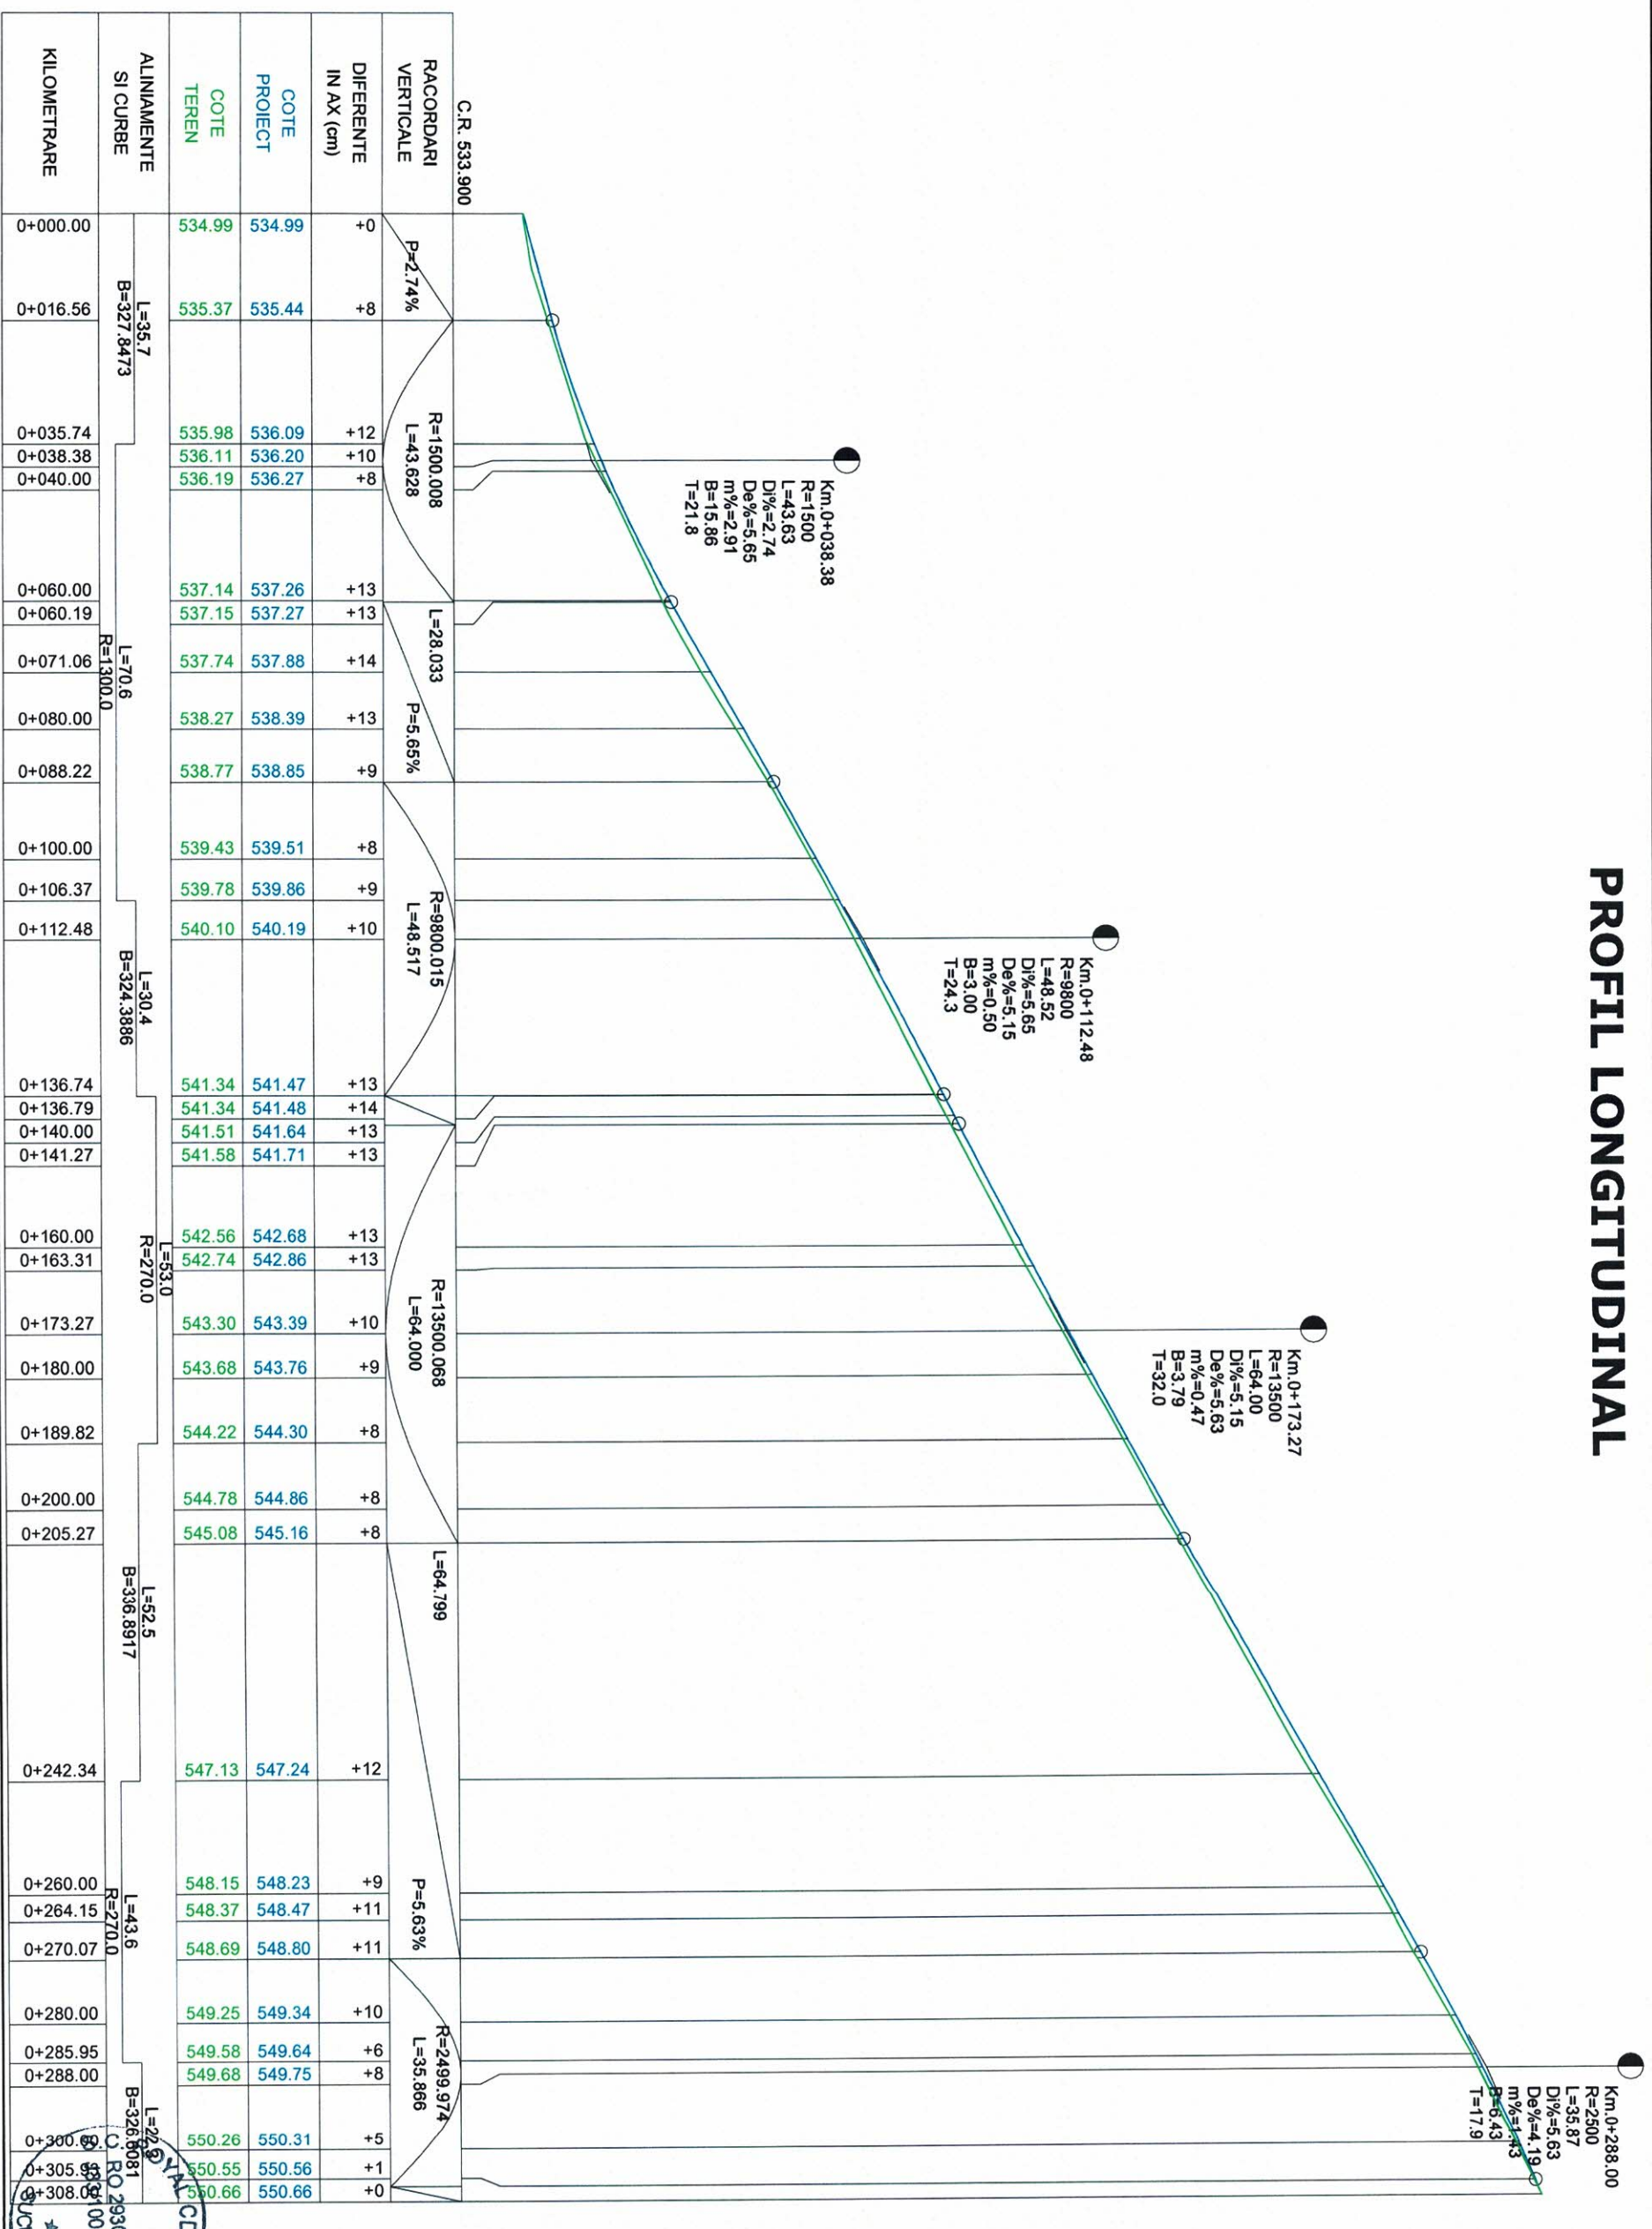 PROFIL LONGITUDINAL
Km.0+038.38
R=1500
L=43.63
Di%=2.74
De%=5.65
m%=2.91
B=15.86
T=21.8
Km.0+112.48
R=9800
L=48.52
Di%=5.65
De%=5.15
m%=0.50
B=3.00
T=24.3
Km.0+173.27
R=13500
L=64.00
Di%=5.15
De%=5.63
m%=0.47
B=3.79
T=32.0
Km.0+288.00
R=2500
L=35.87
Di%=5.63
De%=4.19
m%=1.43
B=6.43
T=17.9
C.R. 533.900
RACORDARI
VERTICALE
P=2.74%
R=1500.008
L=43.628
L=28.033
P=5.65%
R=9800.015
L=48.517
R=13500.068
L=64.000
L=64.799
P=5.63%
R=2499.974
L=35.866
DIFERENTE
IN AX (cm)
+0 +8 +12 +10 +8 +13 +13 +14 +13 +9 +8 +9 +10 +13 +14 +13 +13 +13 +13 +10 +9 +8 +8 +8 +12 +9 +11 +11 +10 +6 +8 +5 +1 +0
COTE
PROIECT
534.99 535.44 536.09 536.20 536.27 537.26 537.27 537.88 538.39 538.85 539.51 539.86 540.19 541.47 541.48 541.64 541.71 542.68 542.86 543.39 543.76 544.30 544.86 545.16 547.24 548.23 548.47 548.80 549.34 549.64 549.75 550.31 550.56 550.66
COTE
TEREN
534.99 535.37 535.98 536.11 536.19 537.14 537.15 537.74 538.27 538.77 539.43 539.78 540.10 541.34 541.34 541.51 541.58 542.56 542.74 543.30 543.68 544.22 544.78 545.08 547.13 548.15 548.37 548.69 549.25 549.58 549.68 550.26 550.55 550.66
ALINIAMENTE
SI CURBE
L=35.7
B=327.8473
L=70.6
R=1300.0
L=30.4
B=324.3886
L=53.0
R=270.0
L=52.5
B=336.8917
L=43.6
R=270.0
B=326.6081
KILOMETRARE
0+000.00 0+016.56 0+035.74 0+038.38 0+040.00 0+060.00 0+060.19 0+071.06 0+080.00 0+088.22 0+100.00 0+106.37 0+112.48 0+136.74 0+136.79 0+140.00 0+141.27 0+160.00 0+163.31 0+173.27 0+180.00 0+189.82 0+200.00 0+205.27 0+242.34 0+260.00 0+264.15 0+270.07 0+280.00 0+285.95 0+288.00 0+300.00